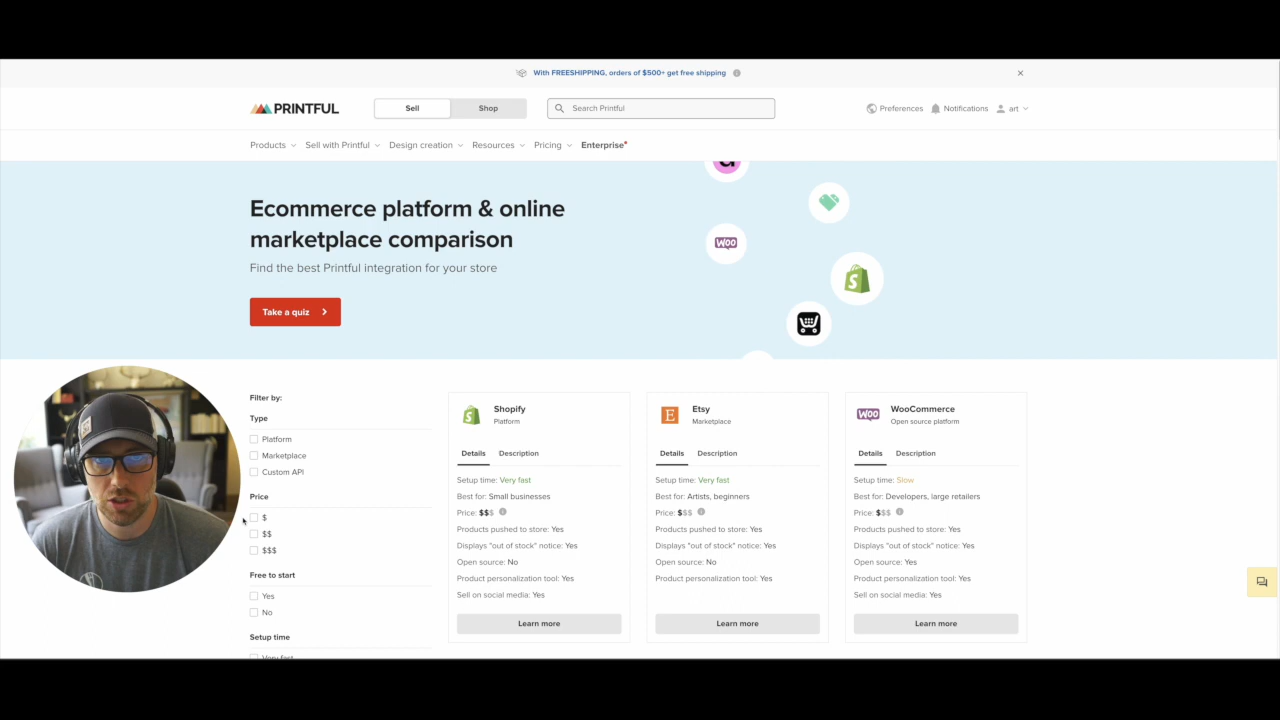 With FREESHIPPING, orders of $500+ get free shipping
PRINTFUL
Sell
Shop
Search Printful
Preferences
Notifications
art
Products
Sell with Printful
Design creation
Resources
Pricing
Enterprise
Ecommerce platform & online
marketplace comparison
Find the best Printful integration for your store
Take a quiz
WOO
Filter by:
Type
Platform
Marketplace
Custom API
Price
$
$$
$$$
Free to start
Yes
No
Setup time
Very fast
Shopify
Platform
Details
Description
Setup time: Very fast
Best for: Small businesses
Price: $$$
Products pushed to store: Yes
Displays "out of stock" notice: Yes
Open source: No
Product personalization tool: Yes
Sell on social media: Yes
Learn more
E
Etsy
Marketplace
Details
Description
Setup time: Very fast
Best for: Artists, beginners
Price: $$$
Products pushed to store: Yes
Displays "out of stock" notice: Yes
Open source: No
Product personalization tool: Yes
Learn more
WOO
WooCommerce
Open source platform
Details
Description
Setup time: Slow
Best for: Developers, large retailers
Price: $$$
Products pushed to store: Yes
Displays "out of stock" notice: Yes
Open source: Yes
Product personalization tool: Yes
Sell on social media: Yes
Learn more